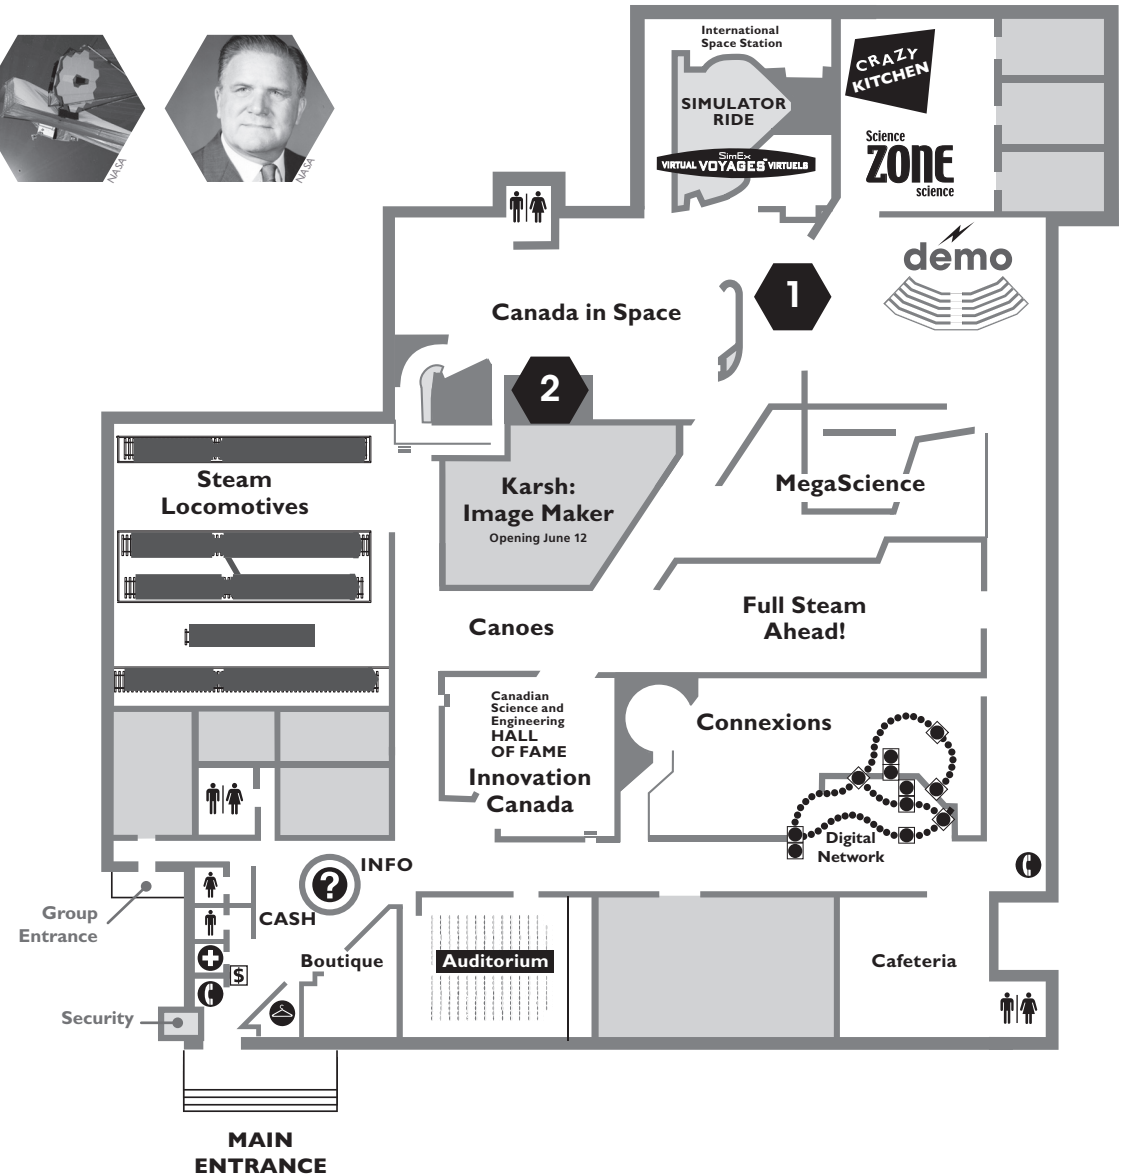 NASA
NASA
International
Space Station
SIMULATOR
RIDE
SimEx
VIRTUAL VOYAGES™ VIRTUELS
CRAZY
KITCHEN
Science
ZONE
science
demo
1
Canada in Space
2
Steam
Locomotives
Karsh:
Image Maker
Opening June 12
MegaScience
Canoes
Full Steam
Ahead!
Canadian
Science and
Engineering
HALL
OF FAME
Innovation
Canada
Connexions
Digital
Network
? INFO
Group
Entrance
CASH
$
Boutique
Auditorium
Cafeteria
Security
MAIN
ENTRANCE